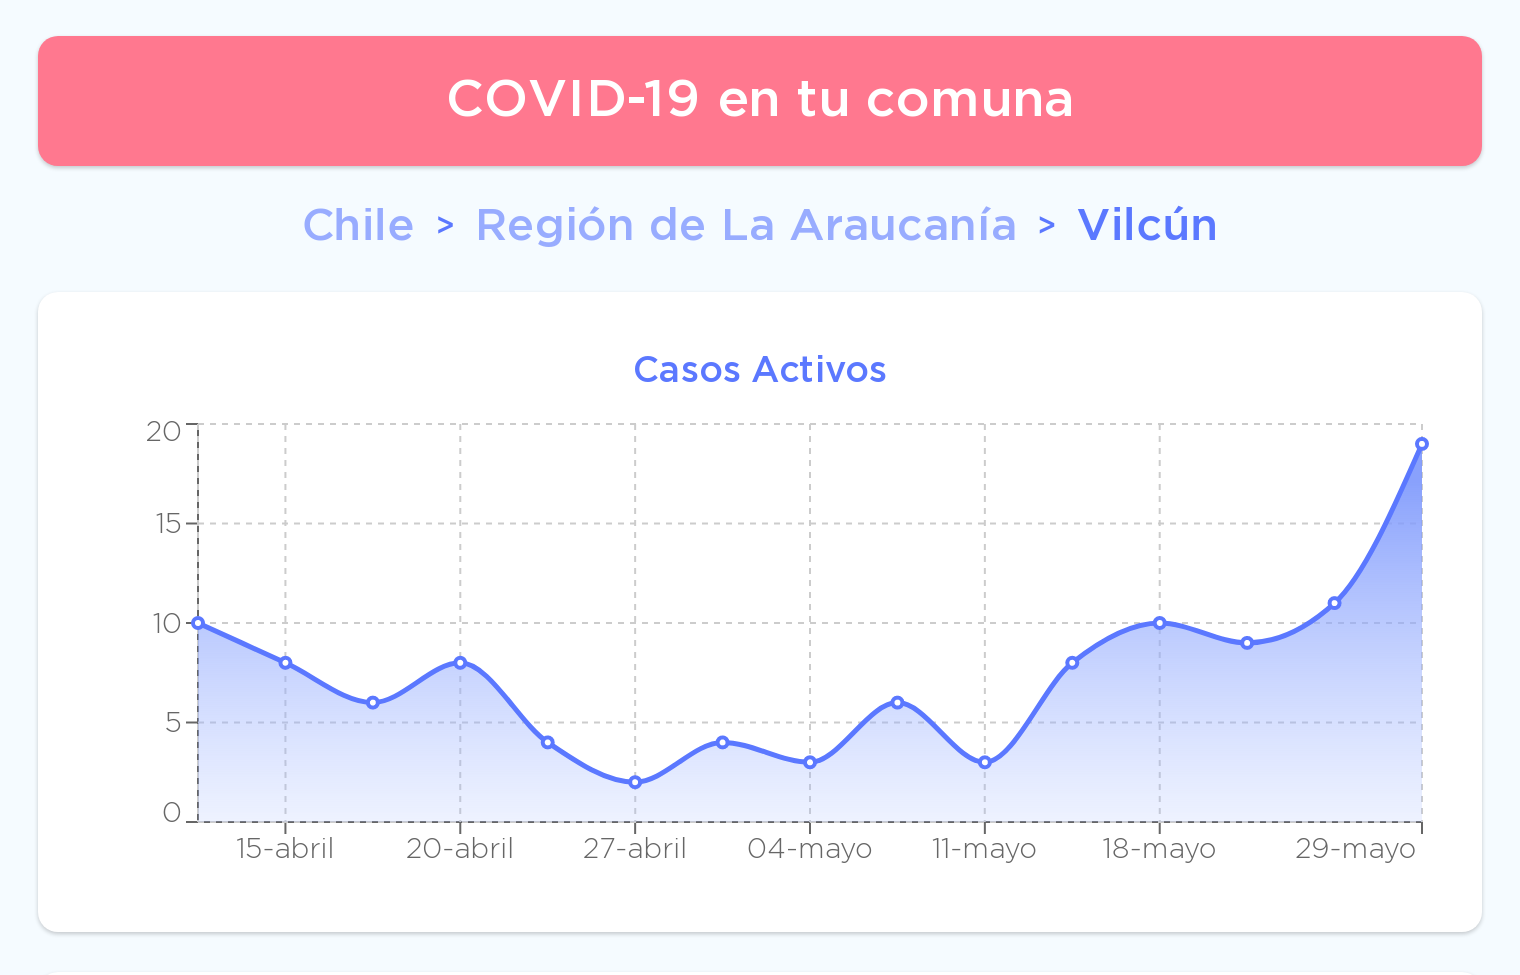 COVID-19 en tu comuna
Chile > Región de La Araucanía > Vilcún
Casos Activos
20
15
10
5
0
15-abril 20-abril 27-abril 04-mayo 11-mayo 18-mayo 29-mayo